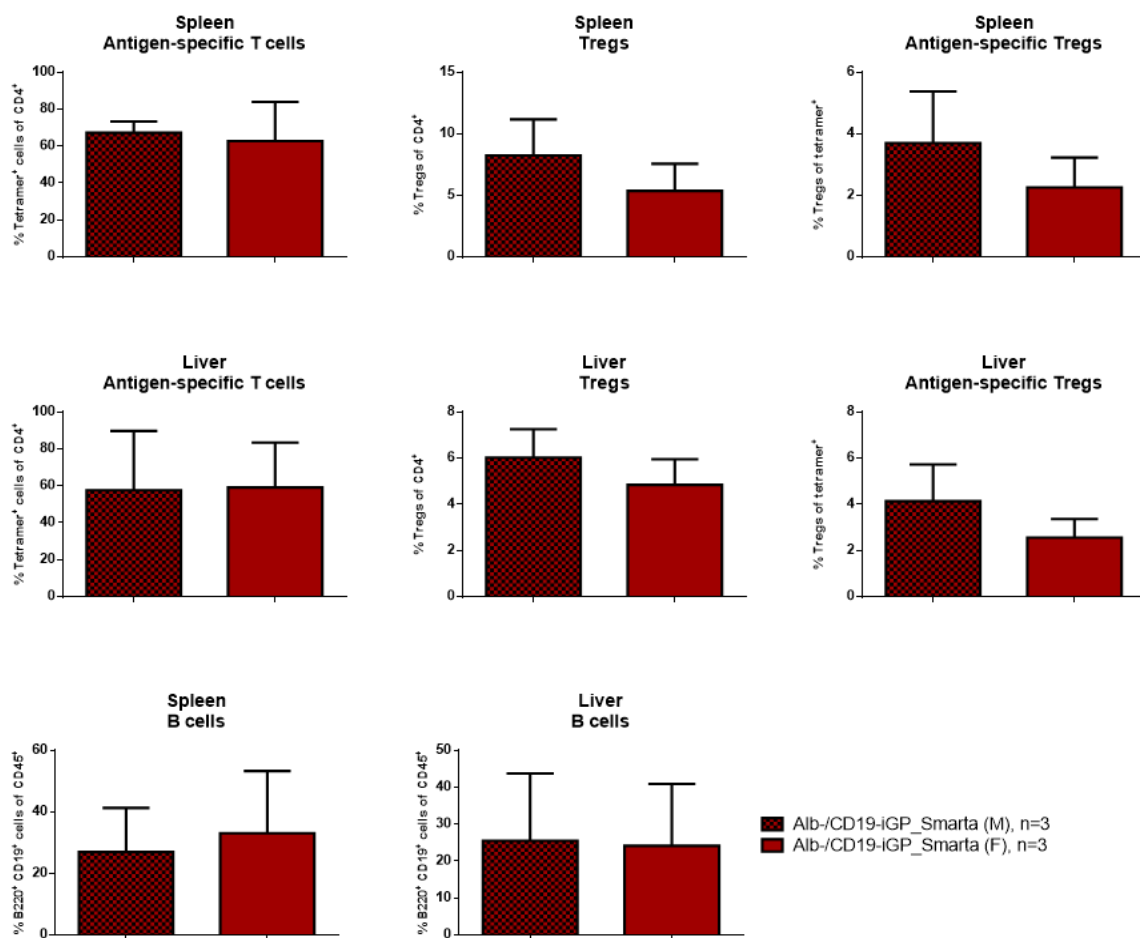 Spleen
Antigen-specific T cells
% Tetramer⁺ cells of CD4⁺
100
80
60
40
20
0
Spleen
Tregs
% Tregs of CD4⁺
15
10
5
0
Spleen
Antigen-specific Tregs
% Tregs of tetramer⁺
6
4
2
0
Liver
Antigen-specific T cells
% Tetramer⁺ cells of CD4⁺
100
80
60
40
20
0
Liver
Tregs
% Tregs of CD4⁺
8
6
4
2
0
Liver
Antigen-specific Tregs
% Tregs of tetramer⁺
8
6
4
2
0
Spleen
B cells
% B220⁺ CD19⁺ cells of CD45⁺
60
40
20
0
Liver
B cells
% B220⁺ CD19⁺ cells of CD45⁺
50
40
30
20
10
0
Alb-/CD19-iGP_Smarta (M), n=3
Alb-/CD19-iGP_Smarta (F), n=3